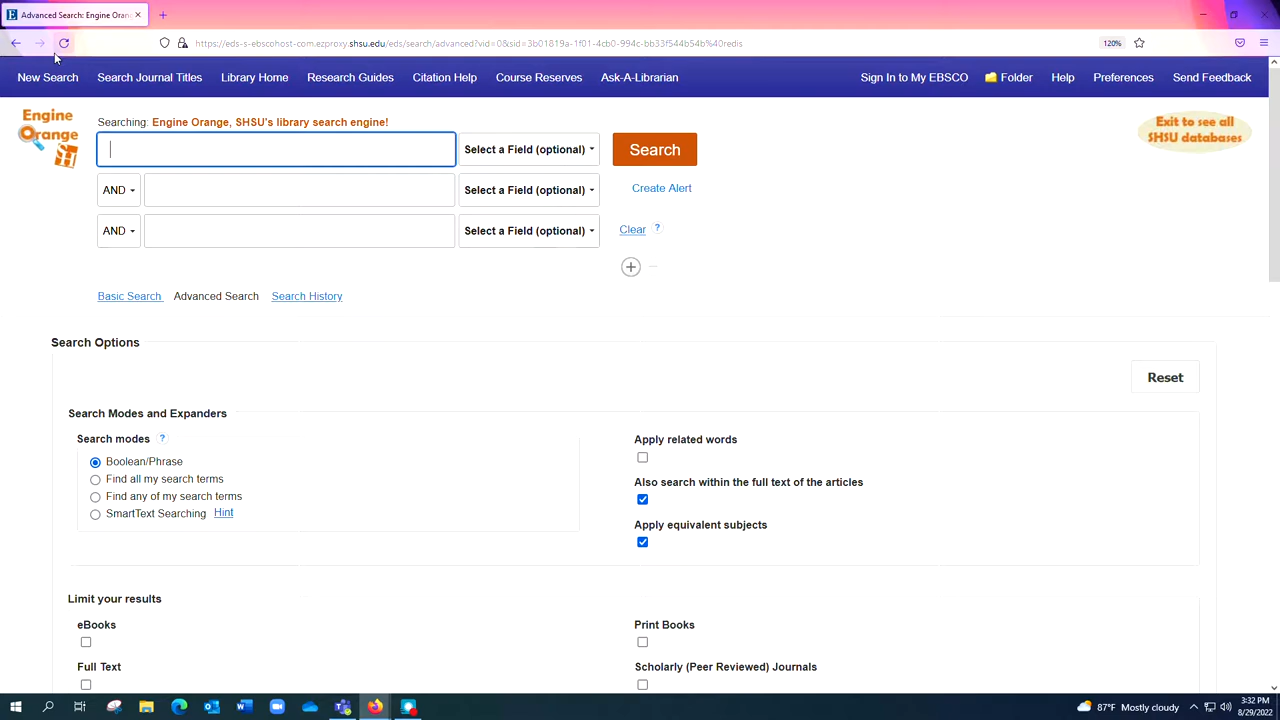 Advanced Search: Engine Oran
https://eds-s-ebscohost-com.ezproxy.shsu.edu/eds/search/advanced?vid=0&sid=3b01819a-1f01-4cb0-994c-bb33f544b54b%40redis
120%
New Search Search Journal Titles Library Home Research Guides Citation Help Course Reserves Ask-A-Librarian Sign In to My EBSCO Folder Help Preferences Send Feedback
Engine
Orange
SH
Searching: Engine Orange, SHSU's library search engine!
Exit to see all
SHSU databases
Select a Field (optional) Search
AND Select a Field (optional) Create Alert
AND Select a Field (optional) Clear ?
Basic Search Advanced Search Search History
Search Options
Reset
Search Modes and Expanders
Search modes ?
Boolean/Phrase
Find all my search terms
Find any of my search terms
SmartText Searching Hint
Apply related words
Also search within the full text of the articles
Apply equivalent subjects
Limit your results
eBooks
Print Books
Full Text
Scholarly (Peer Reviewed) Journals
87°F Mostly cloudy
3:32 PM
8/29/2022